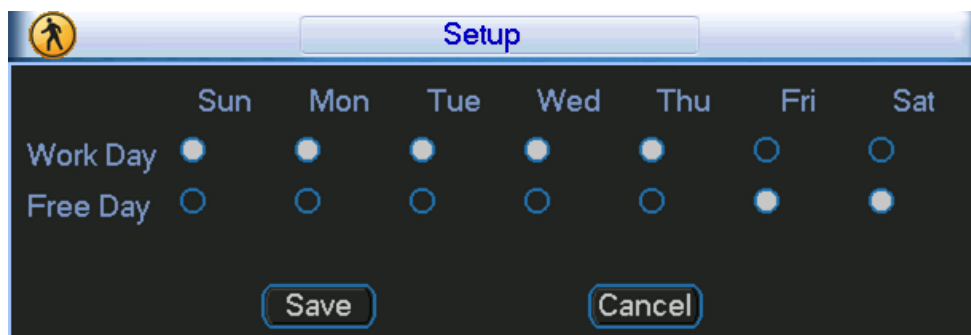 Setup
Sun Mon Tue Wed Thu Fri Sat
Work Day
Free Day
Save Cancel